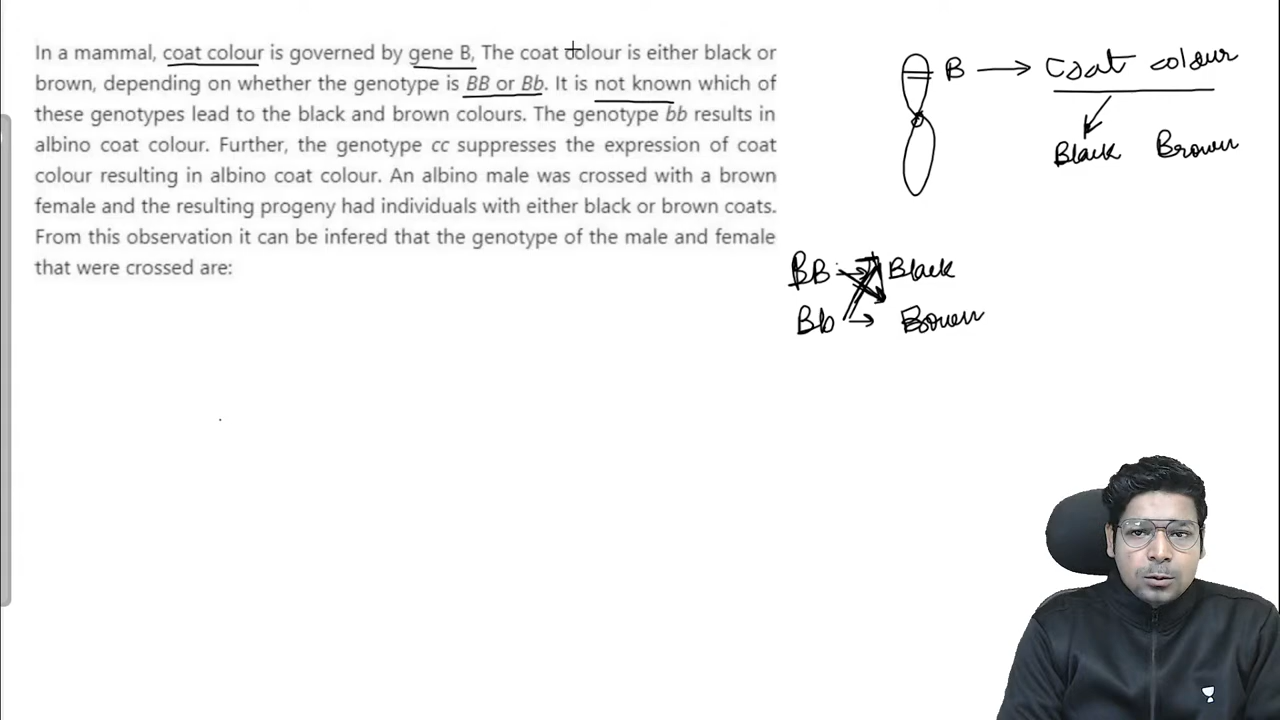 In a mammal, coat colour is governed by gene B, The coat colour is either black or
brown, depending on whether the genotype is BB or Bb. It is not known which of
these genotypes lead to the black and brown colours. The genotype bb results in
albino coat colour. Further, the genotype cc suppresses the expression of coat
colour resulting in albino coat colour. An albino male was crossed with a brown
female and the resulting progeny had individuals with either black or brown coats.
From this observation it can be infered that the genotype of the male and female
that were crossed are:
B → Coat colour
Black Brown
BB → Black
Bb → Brown